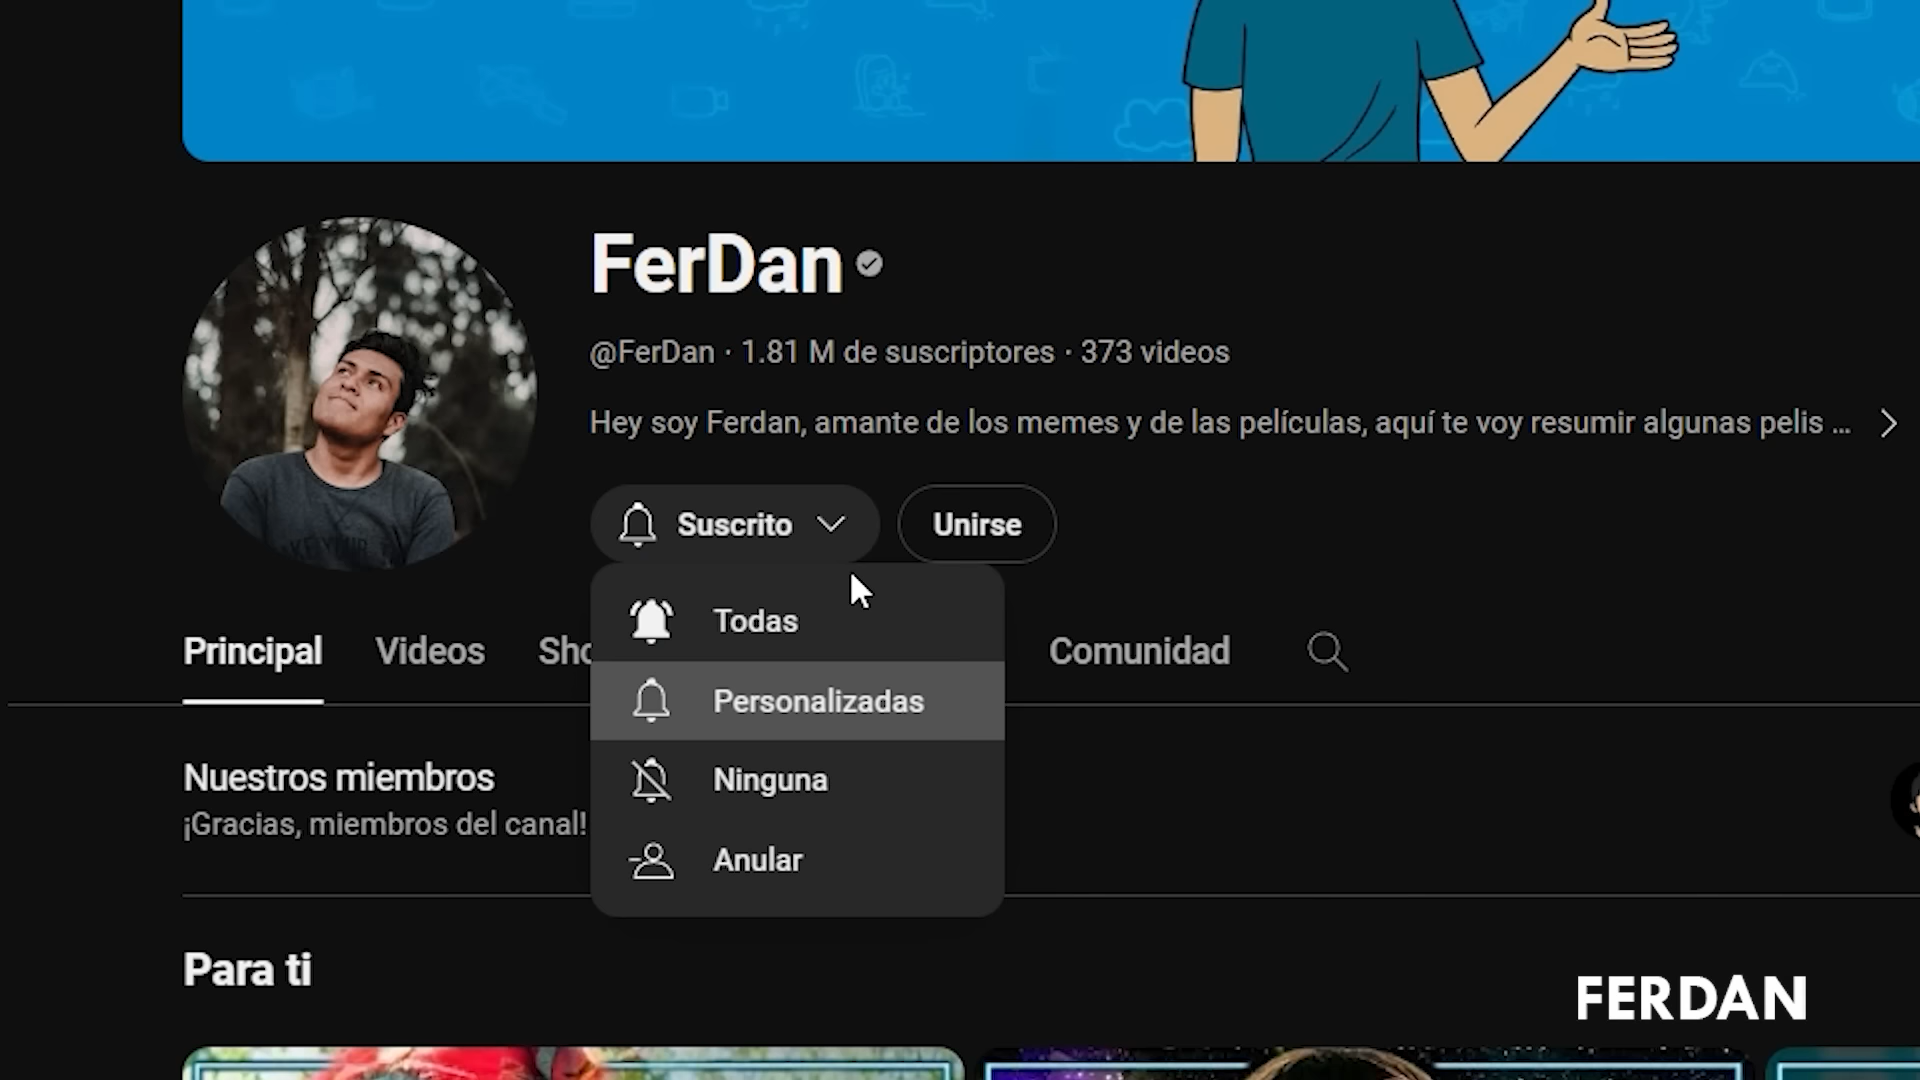 FerDan
@FerDan · 1.81 M de suscriptores · 373 videos
Hey soy Ferdan, amante de los memes y de las películas, aquí te voy resumir algunas pelis ...
Suscrito
Unirse
Todas
Principal
Videos
Sho
Comunidad
Personalizadas
Nuestros miembros
Ninguna
¡Gracias, miembros del canal!
Anular
Para ti
FERDAN